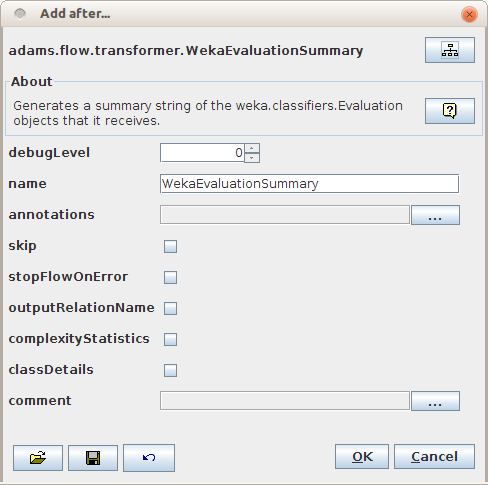 Add after...
adams.flow.transformer.WekaEvaluationSummary
About
Generates a summary string of the weka.classifiers.Evaluation
objects that it receives.
debugLevel 0
name WekaEvaluationSummary
annotations ...
skip
stopFlowOnError
outputRelationName
complexityStatistics
classDetails
comment ...
OK Cancel